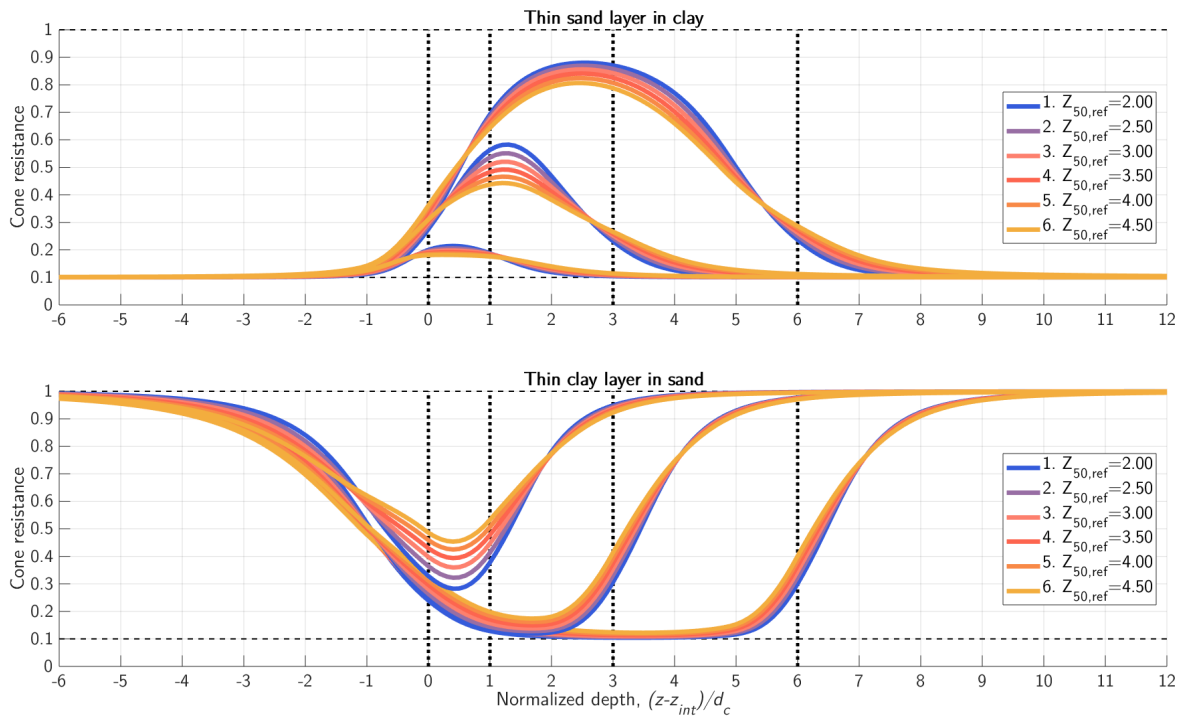 Thin sand layer in clay
Cone resistance
1
0.9
0.8
0.7
0.6
0.5
0.4
0.3
0.2
0.1
0
-6 -5 -4 -3 -2 -1 0 1 2 3 4 5 6 7 8 9 10 11 12
1. Z50,ref=2.00
2. Z50,ref=2.50
3. Z50,ref=3.00
4. Z50,ref=3.50
5. Z50,ref=4.00
6. Z50,ref=4.50
Thin clay layer in sand
Cone resistance
1
0.9
0.8
0.7
0.6
0.5
0.4
0.3
0.2
0.1
0
-6 -5 -4 -3 -2 -1 0 1 2 3 4 5 6 7 8 9 10 11 12
1. Z50,ref=2.00
2. Z50,ref=2.50
3. Z50,ref=3.00
4. Z50,ref=3.50
5. Z50,ref=4.00
6. Z50,ref=4.50
Normalized depth, (z-zint)/dc